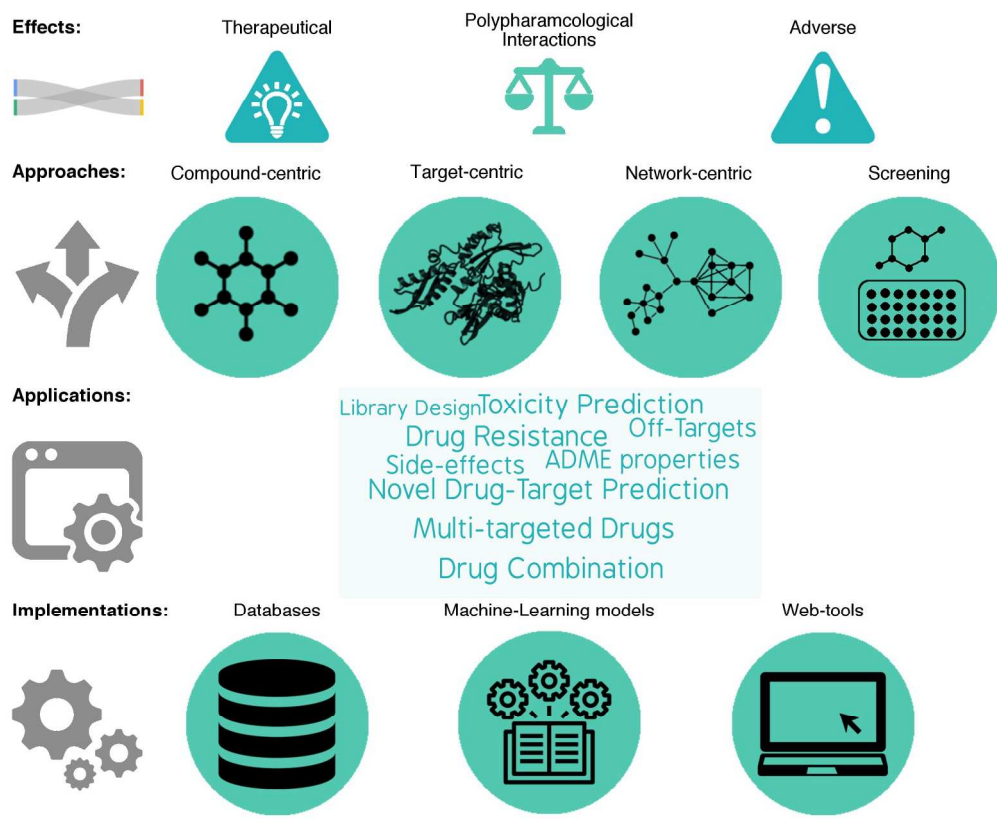 Effects:
Therapeutical
Polypharamcological
Interactions
Adverse
Approaches:
Compound-centric
Target-centric
Network-centric
Screening
Applications:
Library Design
Toxicity Prediction
Drug Resistance
Off-Targets
Side-effects
ADME properties
Novel Drug-Target Prediction
Multi-targeted Drugs
Drug Combination
Implementations:
Databases
Machine-Learning models
Web-tools